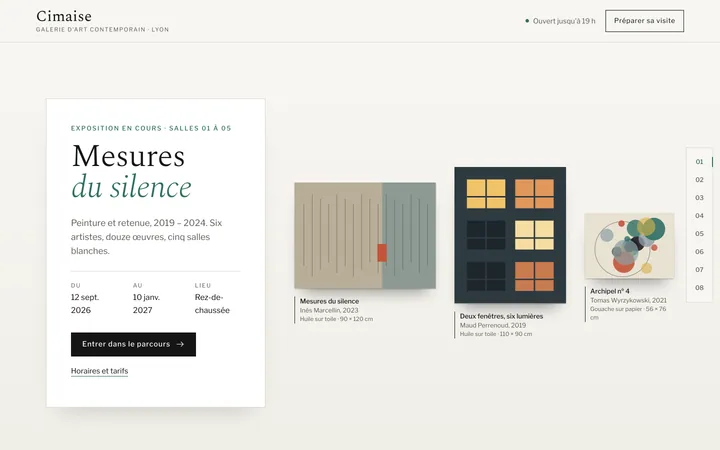 Cimaise
GALERIE D'ART CONTEMPORAIN · LYON
Ouvert jusqu'à 19 h
Préparer sa visite
EXPOSITION EN COURS · SALLES 01 À 05
Mesures
du silence
Peinture et retenue, 2019 – 2024. Six
artistes, douze œuvres, cinq salles
blanches.
DU
12 sept.
2026
AU
10 janv.
2027
LIEU
Rez-de-
chaussée
Entrer dans le parcours →
Horaires et tarifs
Mesures du silence
Inès Marcellin, 2023
Huile sur toile · 90 × 120 cm
Deux fenêtres, six lumières
Maud Perrenoud, 2019
Huile sur toile · 110 × 90 cm
Archipel nº 4
Tomas Wyrzykowski, 2021
Gouache sur papier · 56 × 76
cm
01
02
03
04
05
06
07
08